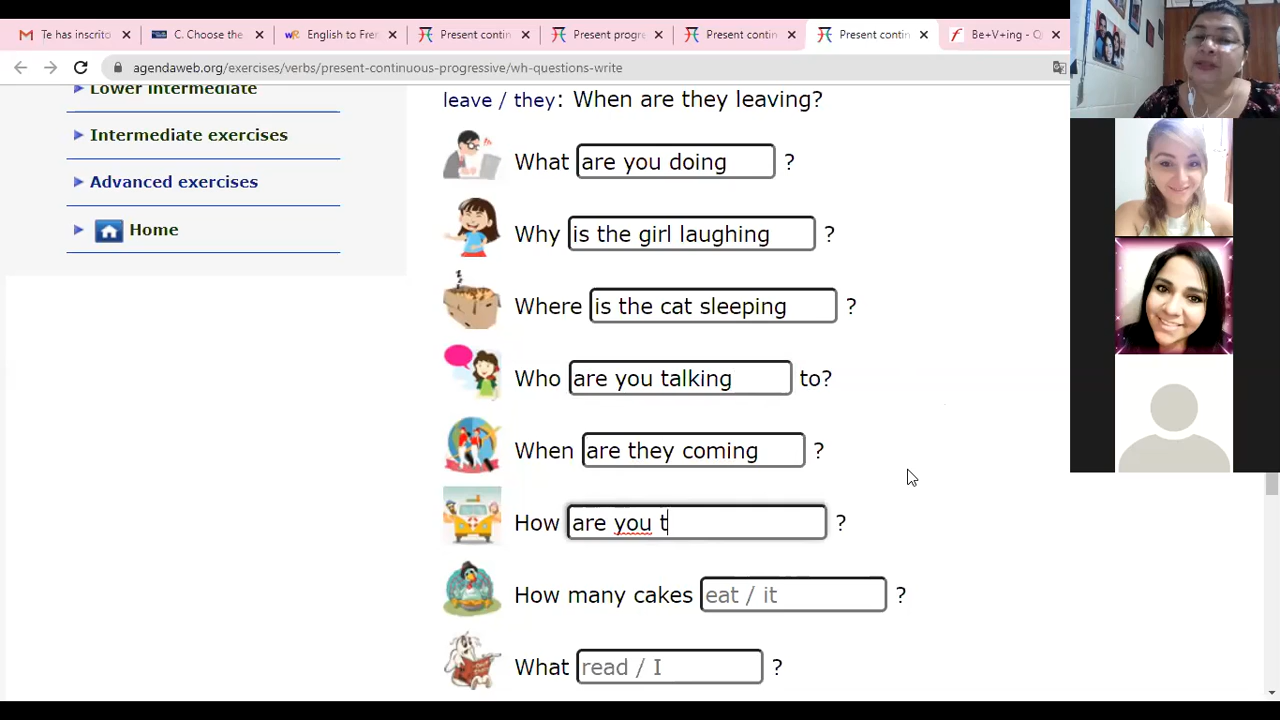 Te has inscrito
C. Choose the
English to Fren
Present contin
Present progre
Present contin
Present contin
Be+V+ing - Q
agendaweb.org/exercises/verbs/present-continuous-progressive/wh-questions-write
Lower intermediate
Intermediate exercises
Advanced exercises
Home
leave / they: When are they leaving?
What are you doing ?
Why is the girl laughing ?
Where is the cat sleeping ?
Who are you talking to?
When are they coming ?
How are you t ?
How many cakes eat / it ?
What read / I ?